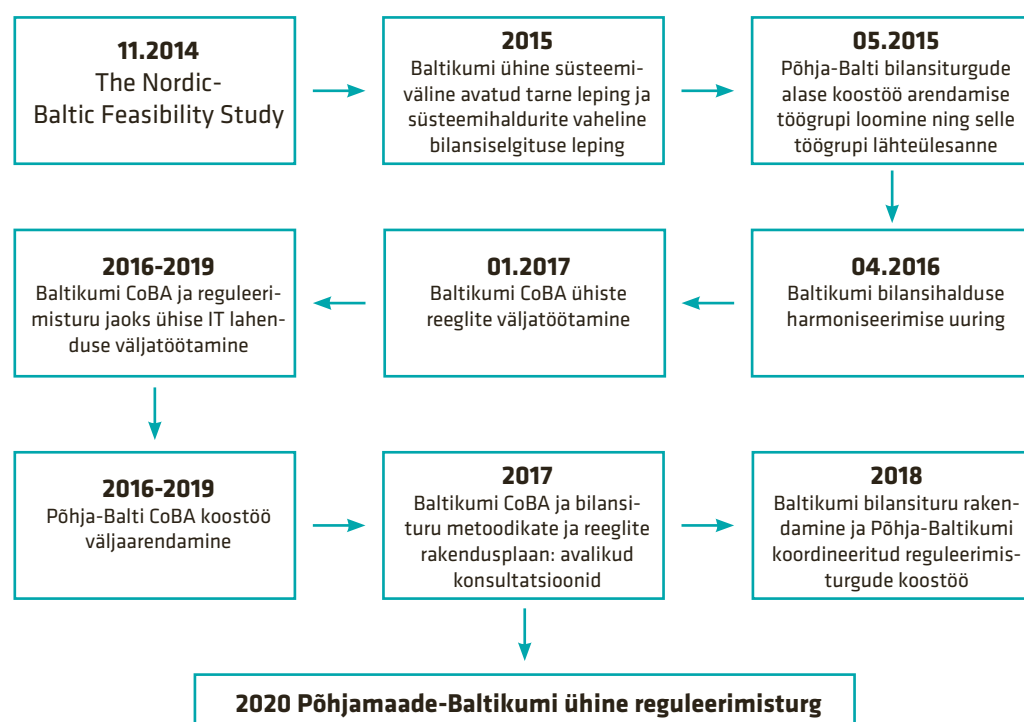 11.2014
The Nordic-
Baltic Feasibility Study
2015
Baltikumi ühine süsteemi-
väline avatud tarne leping ja
süsteemihaldurite vaheline
bilansiselgituse leping
05.2015
Põhja-Balti bilansiturgude
alase koostöö arendamise
töögrupi loomine ning selle
töögrupi lähteülesanne
04.2016
Baltikumi bilansihalduse
harmoniseerimise uuring
01.2017
Baltikumi CoBA ühiste
reeglite väljatöötamine
2016-2019
Baltikumi CoBA ja reguleeri-
misturu jaoks ühise IT lahen-
duse väljatöötamine
2016-2019
Põhja-Balti CoBA koostöö
väljaarendamine
2017
Baltikumi CoBA ja bilansi-
turu metoodikate ja reeglite
rakendusplaan: avalikud
konsultatsioonid
2018
Baltikumi bilansituru raken-
damine ja Põhja-Baltikumi
koordineeritud reguleerimis-
turgude koostöö
2020 Põhjamaade-Baltikumi ühine reguleerimisturg